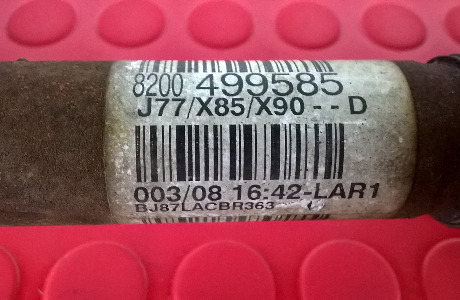 8200 499585
J77/X85/X90 - - D
003/08 16:42-LAR1
BJ87LACBR363